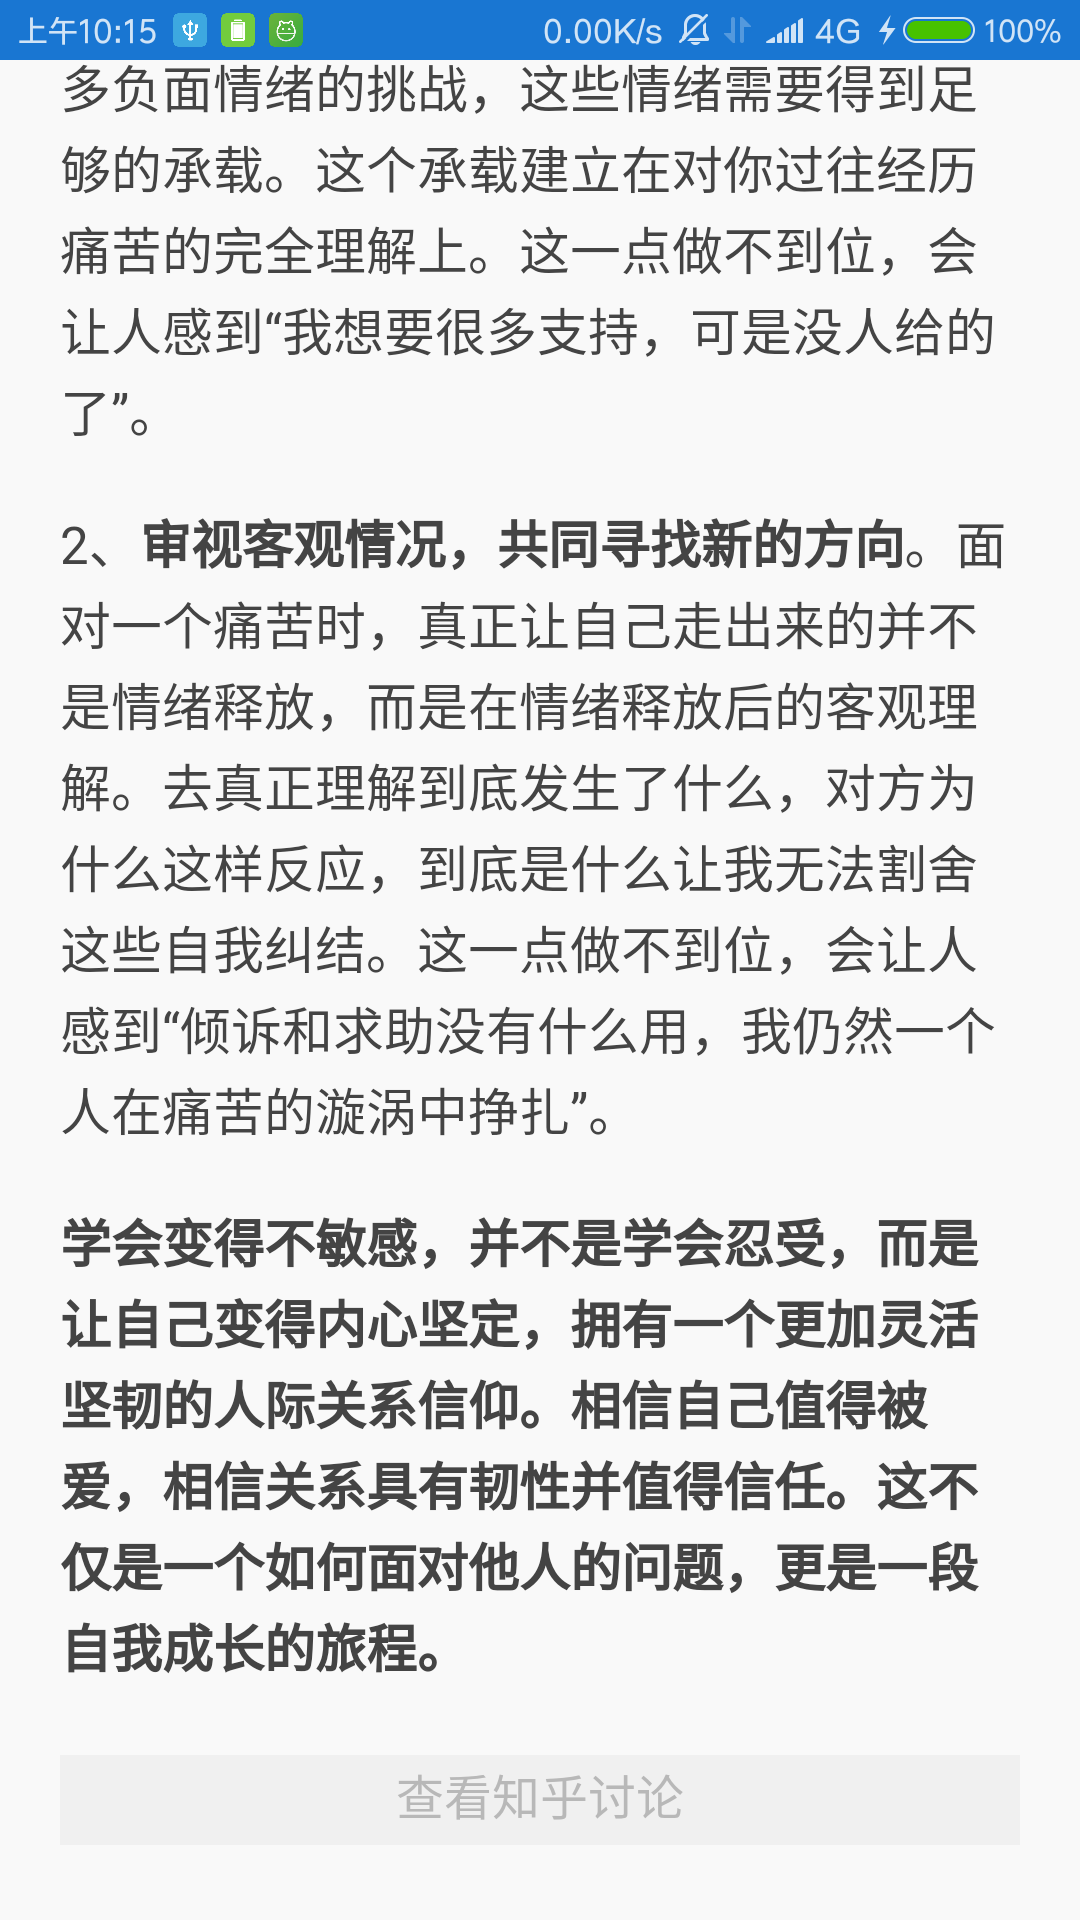 上午10:15 0.00K/s 4G 100%
多负面情绪的挑战，这些情绪需要得到足
够的承载。这个承载建立在对你过往经历
痛苦的完全理解上。这一点做不到位，会
让人感到“我想要很多支持，可是没人给的
了”。
2、审视客观情况，共同寻找新的方向。面
对一个痛苦时，真正让自己走出来的并不
是情绪释放，而是在情绪释放后的客观理
解。去真正理解到底发生了什么，对方为
什么这样反应，到底是什么让我无法割舍
这些自我纠结。这一点做不到位，会让人
感到“倾诉和求助没有什么用，我仍然一个
人在痛苦的漩涡中挣扎”。
学会变得不敏感，并不是学会忍受，而是
让自己变得内心坚定，拥有一个更加灵活
坚韧的人际关系信仰。相信自己值得被
爱，相信关系具有韧性并值得信任。这不
仅是一个如何面对他人的问题，更是一段
自我成长的旅程。
查看知乎讨论